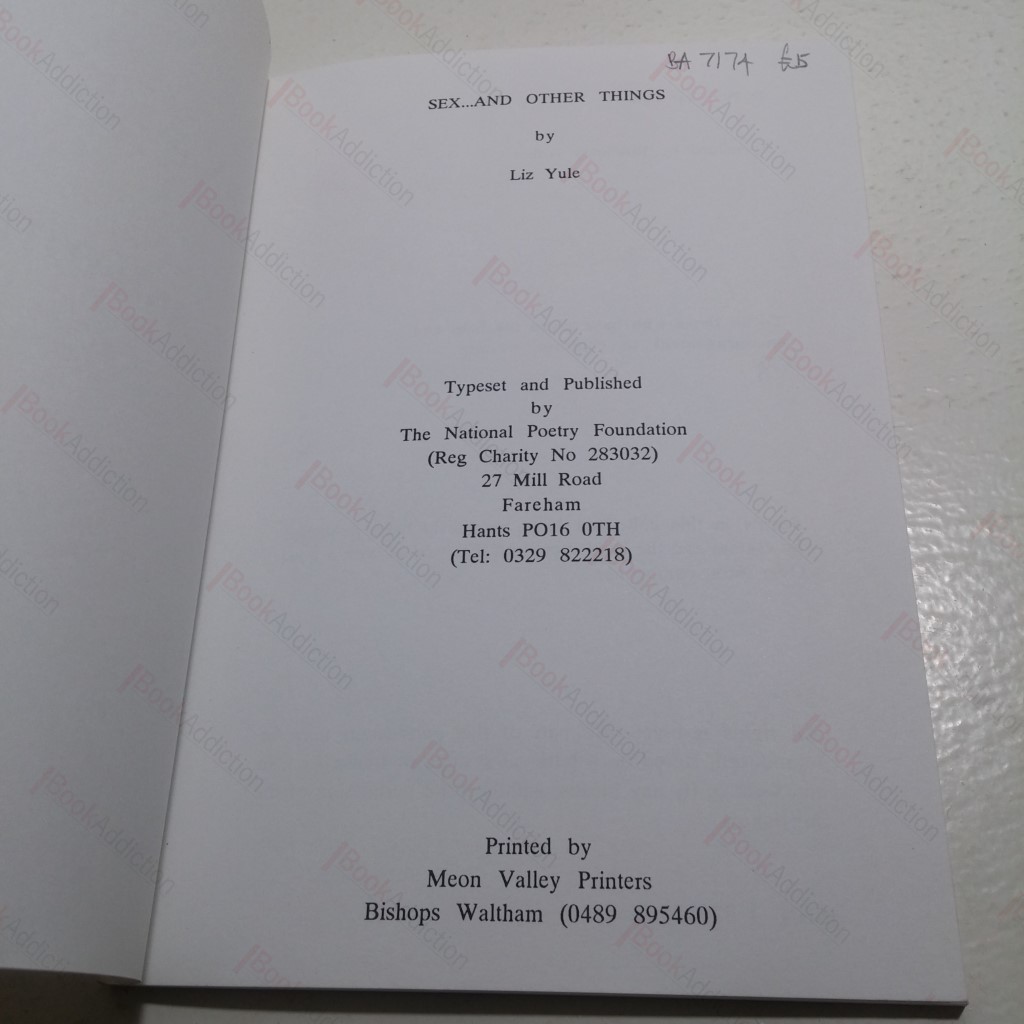 BA 7174 £15
SEX...AND OTHER THINGS
by
Liz Yule
Typeset and Published
by
The National Poetry Foundation
(Reg Charity No 283032)
27 Mill Road
Fareham
Hants PO16 0TH
(Tel: 0329 822218)
Printed by
Meon Valley Printers
Bishops Waltham (0489 895460)
BookAddiction